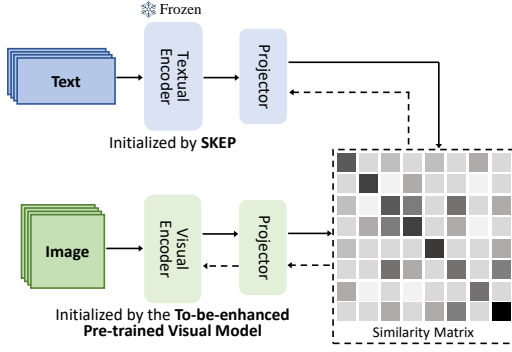 Frozen
Text
Textual
Encoder
Projector
Initialized by SKEP
Image
Visual
Encoder
Projector
Initialized by the To-be-enhanced
Pre-trained Visual Model
Similarity Matrix